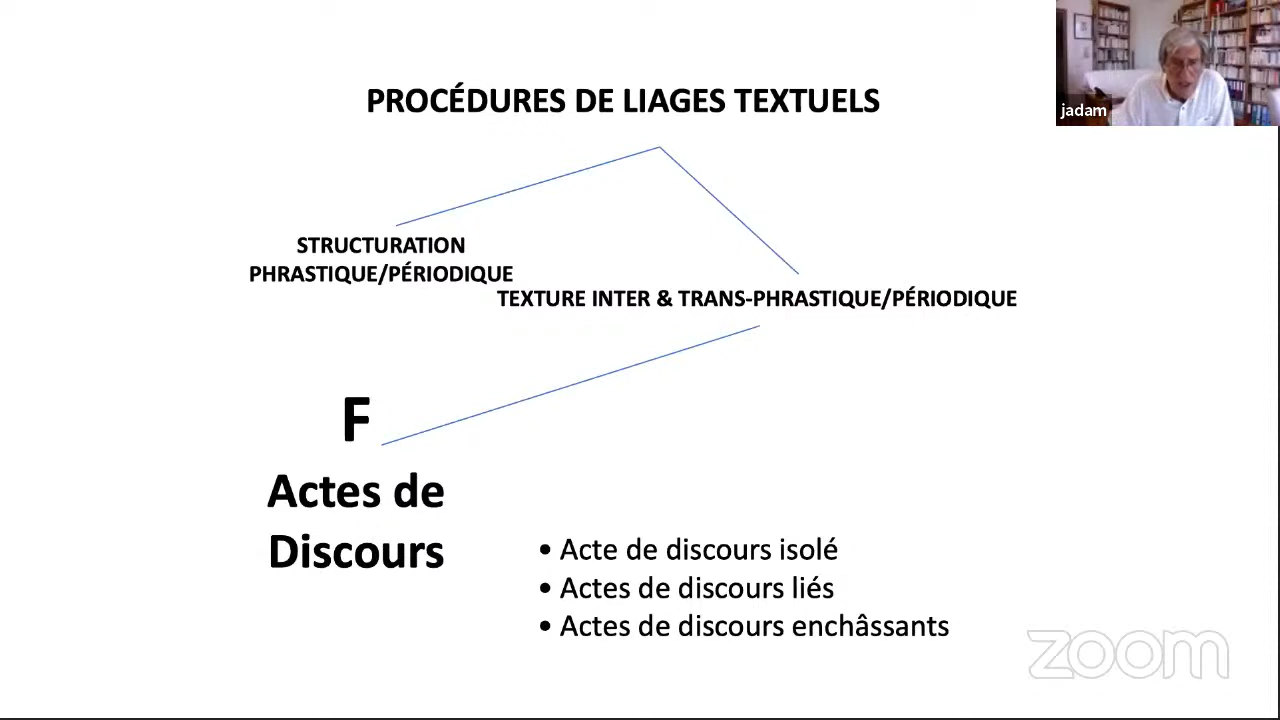 PROCÉDURES DE LIAGES TEXTUELS
jadam
STRUCTURATION
PHRASTIQUE/PÉRIODIQUE
TEXTURE INTER & TRANS-PHRASTIQUE/PÉRIODIQUE
F
Actes de
Discours
• Acte de discours isolé
• Actes de discours liés
• Actes de discours enchâssants
zoom